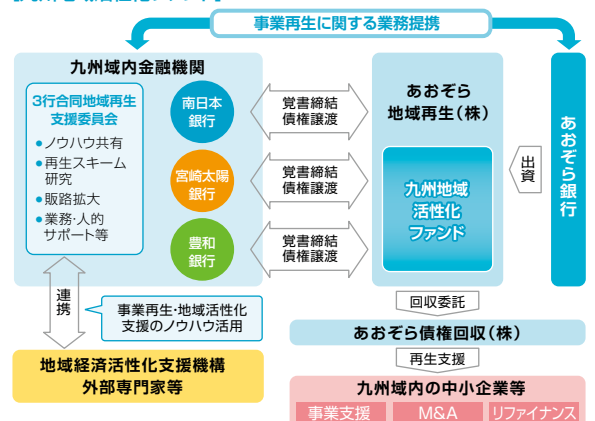 事業再生に関する業務提携
九州域内金融機関
3行合同地域再生
支援委員会
●ノウハウ共有
●再生スキーム
研究
●販路拡大
●業務・人的
サポート等
南日本
銀行
宮崎太陽
銀行
豊和
銀行
覚書締結
債権譲渡
覚書締結
債権譲渡
覚書締結
債権譲渡
あおぞら
地域再生(株)
九州地域
活性化
ファンド
出資
あおぞら銀行
連携
事業再生・地域活性化
支援のノウハウ活用
地域経済活性化支援機構
外部専門家等
回収委託
あおぞら債権回収(株)
再生支援
九州域内の中小企業等
事業支援
M&A
リファイナンス